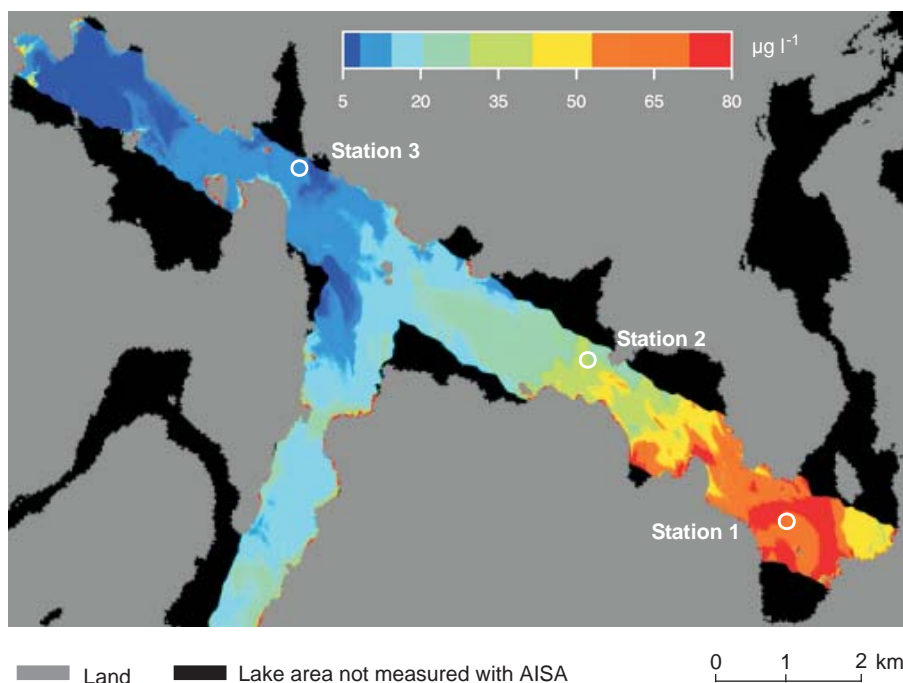 µg l⁻¹
5 20 35 50 65 80
Station 3
Station 2
Station 1
Land
Lake area not measured with AISA
0 1 2 km